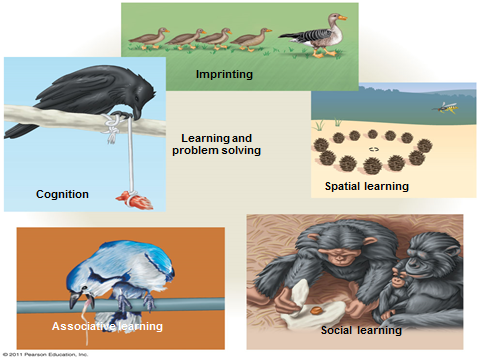 Imprinting
Learning and
problem solving
Cognition
Spatial learning
Associative learning
Social learning
© 2011 Pearson Education, Inc.